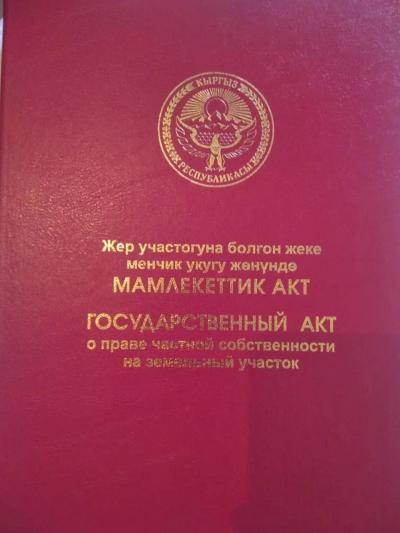 КЫРГЫЗ
РЕСПУБЛИКАСЫ
Жер участогуна болгон жеке
менчик укугу жөнүндө
МАМЛЕКЕТТИК АКТ
ГОСУДАРСТВЕННЫЙ АКТ
о праве частной собственности
на земельный участок